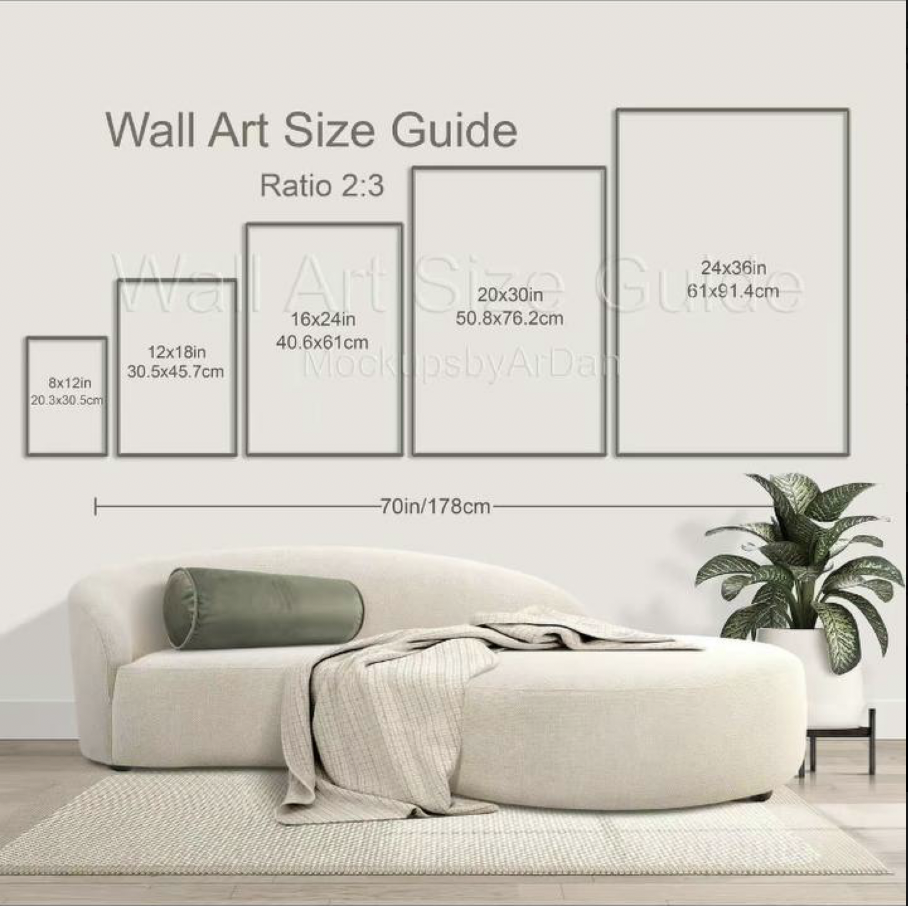 Wall Art Size Guide
Ratio 2:3
Wall Art Size Guide
MockupsbyArDan
8x12in
20.3x30.5cm
12x18in
30.5x45.7cm
16x24in
40.6x61cm
20x30in
50.8x76.2cm
24x36in
61x91.4cm
70in/178cm